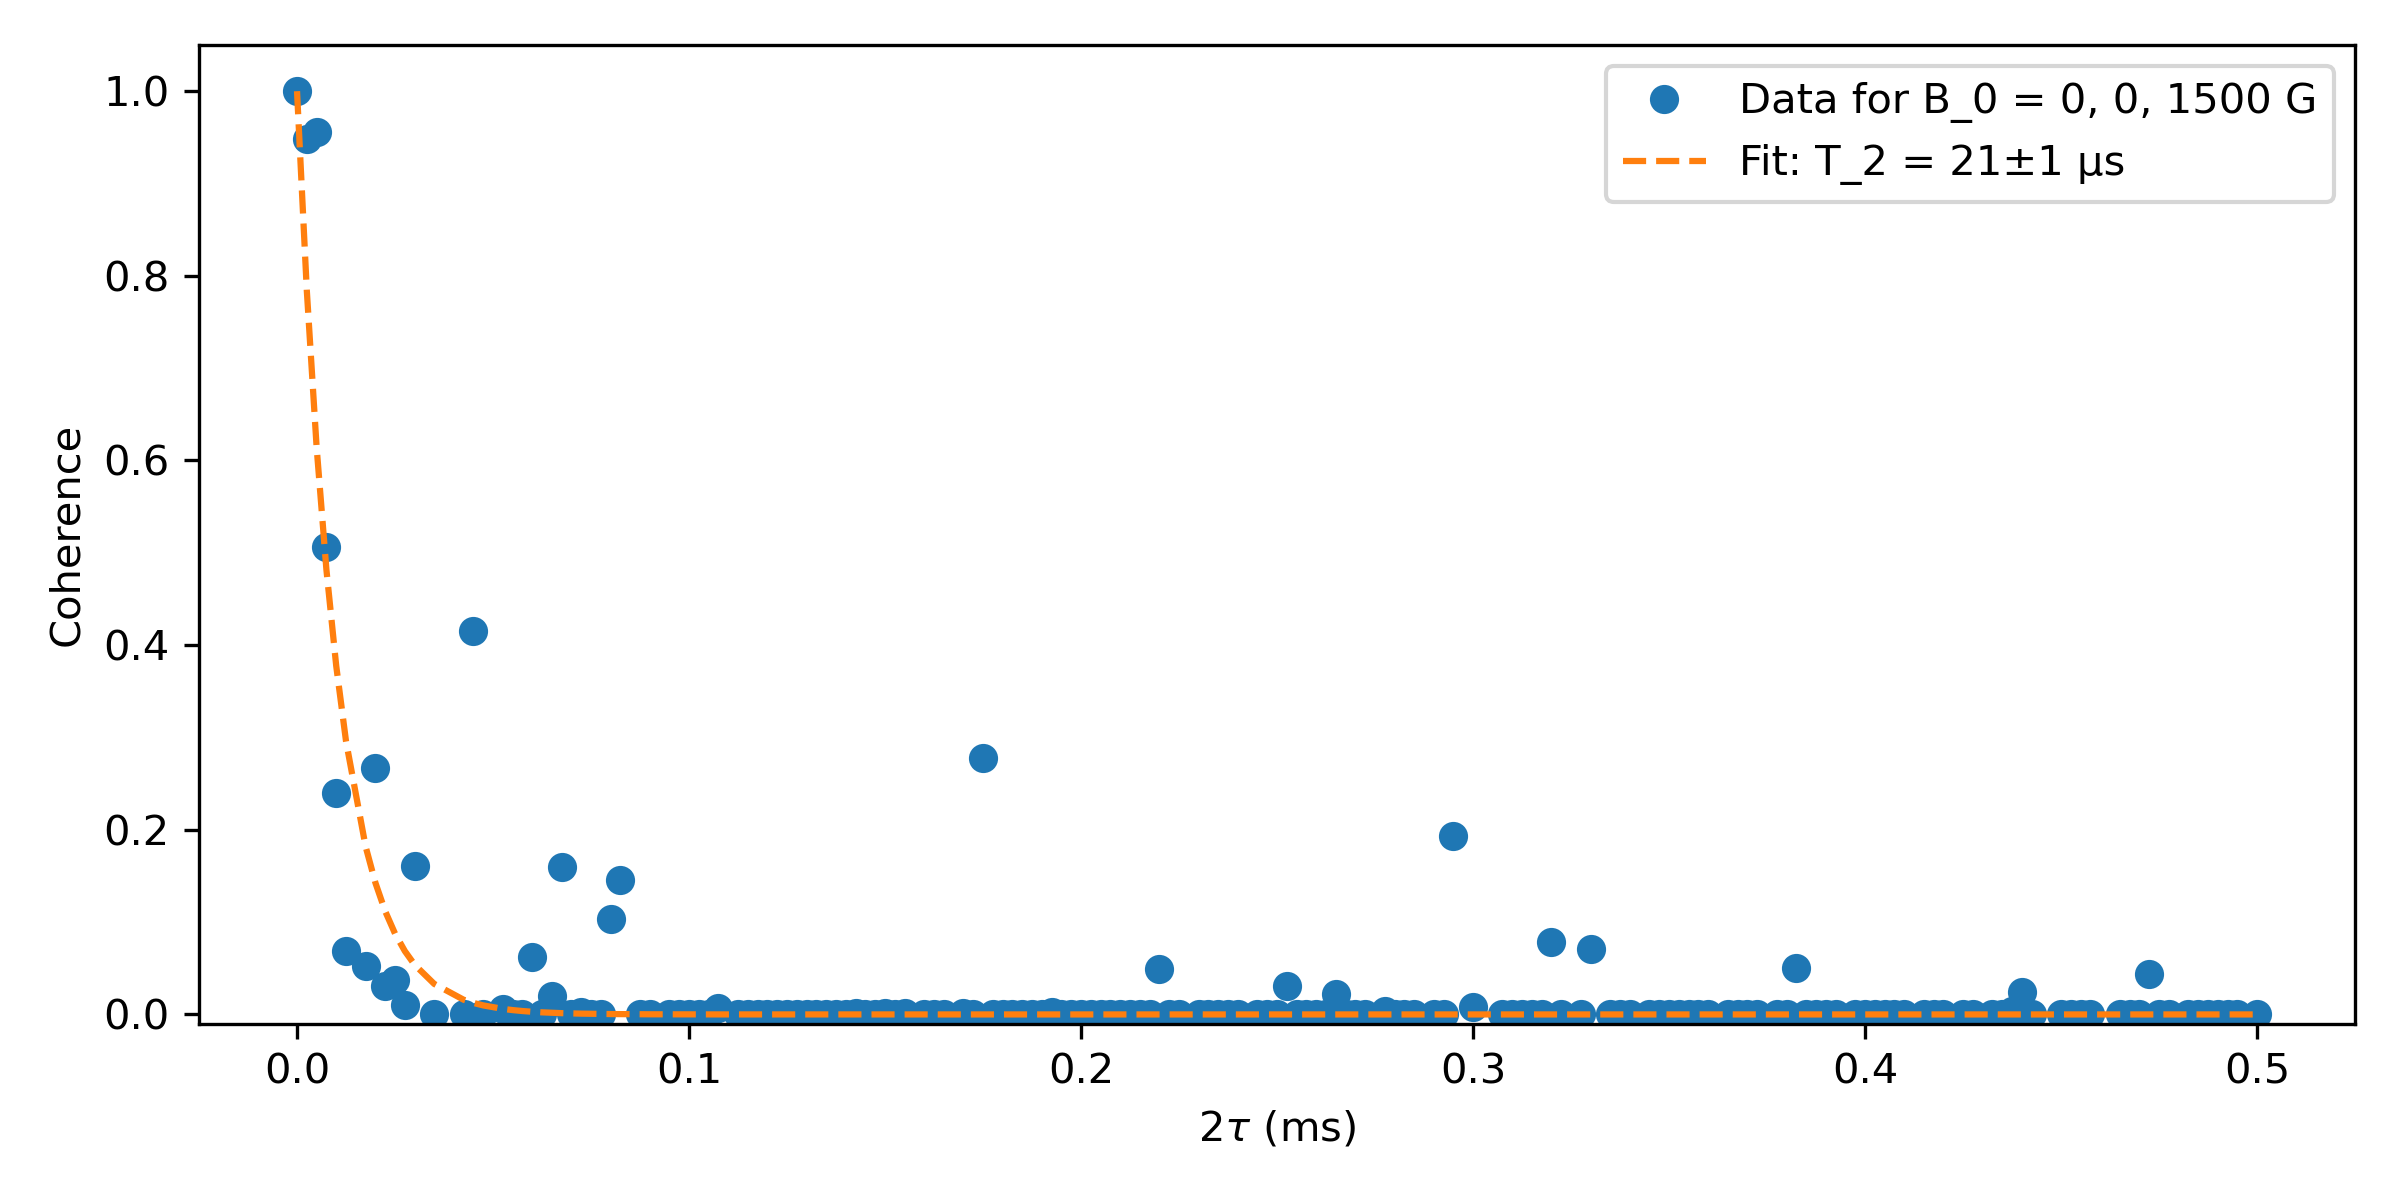 Data for B_0 = 0, 0, 1500 G
Fit: T_2 = 21±1 µs
1.0
0.8
0.6
0.4
0.2
0.0
Coherence
0.0 0.1 0.2 0.3 0.4 0.5
2τ (ms)